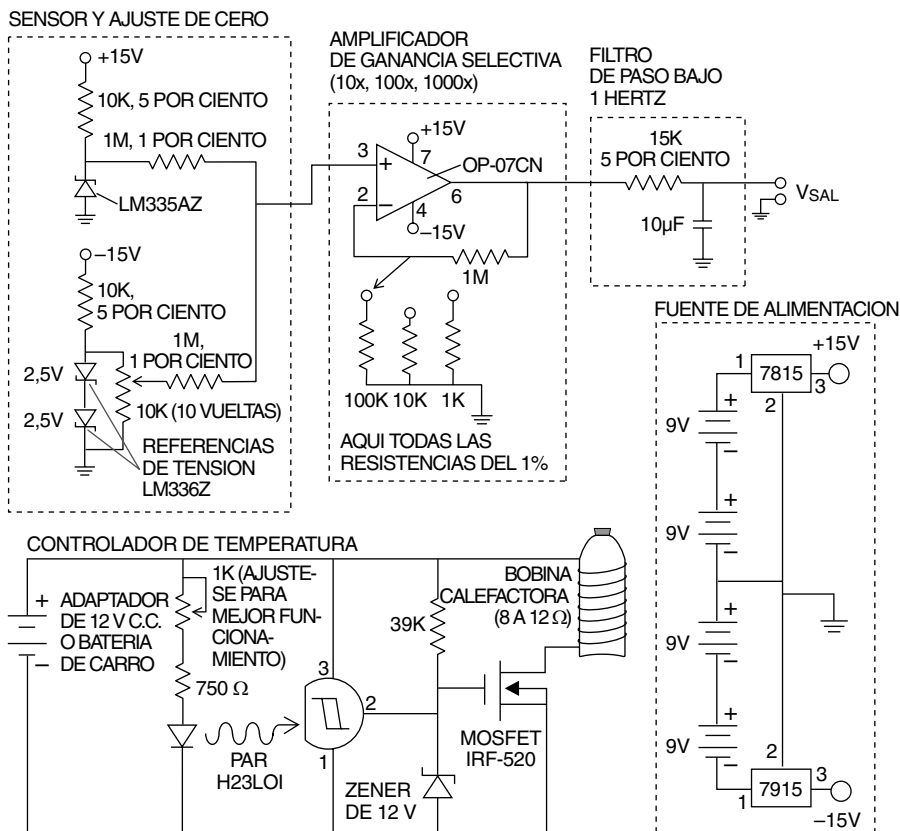 SENSOR Y AJUSTE DE CERO
+15V
10K, 5 POR CIENTO
1M, 1 POR CIENTO
LM335AZ
–15V
10K,
5 POR CIENTO
1M,
1 POR CIENTO
2,5V
2,5V
10K (10 VUELTAS)
REFERENCIAS
DE TENSION
LM336Z
AMPLIFICADOR
DE GANANCIA SELECTIVA
(10x, 100x, 1000x)
+15V
3
+
7
OP-07CN
2
–
6
4
–15V
1M
100K 10K 1K
AQUI TODAS LAS
RESISTENCIAS DEL 1%
FILTRO
DE PASO BAJO
1 HERTZ
15K
5 POR CIENTO
10µF
VSAL
FUENTE DE ALIMENTACION
+15V
1
7815
3
2
+
9V
–
+
9V
–
+
9V
–
+
9V
–
2
3
7915
1
–15V
CONTROLADOR DE TEMPERATURA
+
–
ADAPTADOR
DE 12 V C.C.
O BATERIA
DE CARRO
1K (AJUSTE-
SE PARA
MEJOR FUN-
CIONA-
MIENTO)
750 Ω
PAR
H23LOI
3
2
1
39K
ZENER
DE 12 V
MOSFET
IRF-520
BOBINA
CALEFACTORA
(8 A 12 Ω)